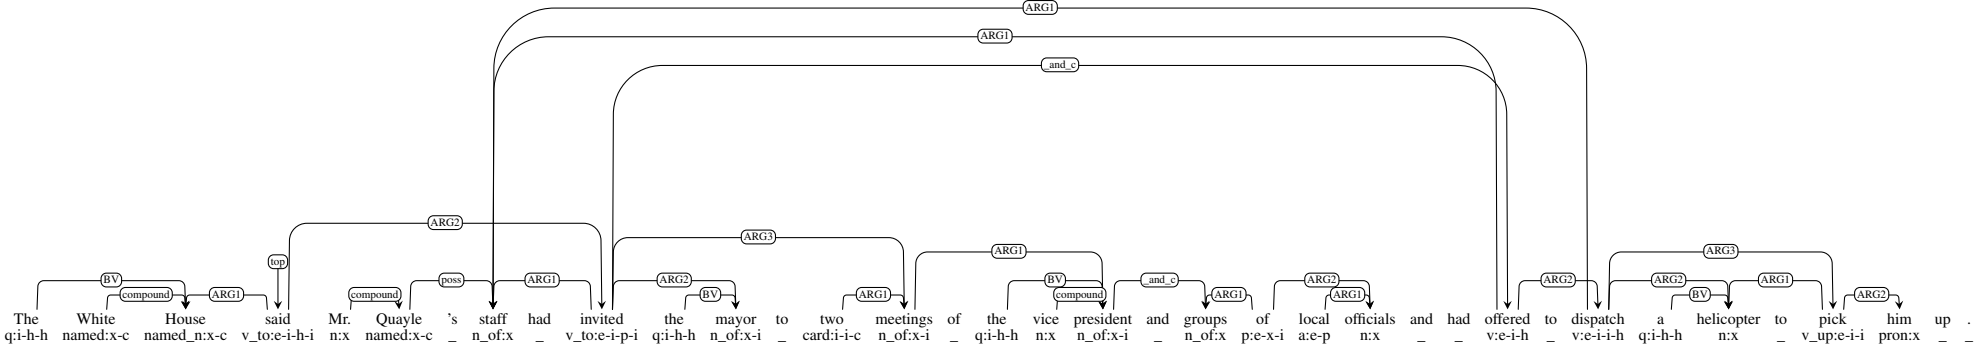 ARG1
ARG1
_and_c
ARG2
ARG3
top ARG1 ARG3
BV poss ARG1 ARG2 BV _and_c ARG2 ARG2 ARG2 ARG1
compound ARG1 compound BV ARG1 compound ARG1 ARG1 BV ARG2
The White House said Mr. Quayle 's staff had invited the mayor to two meetings of the vice president and groups of local officials and had offered to dispatch a helicopter to pick him up .
q:i-h-h named:x-c named_n:x-c v_to:e-i-h-i n:x named:x-c _ n_of:x _ v_to:e-i-p-i q:i-h-h n_of:x-i _ card:i-i-c n_of:x-i _ q:i-h-h n:x n_of:x-i _ n_of:x p:e-x-i a:e-p n:x _ _ v:e-i-h _ v:e-i-i-h q:i-h-h n:x _ v_up:e-i-i pron:x _ _